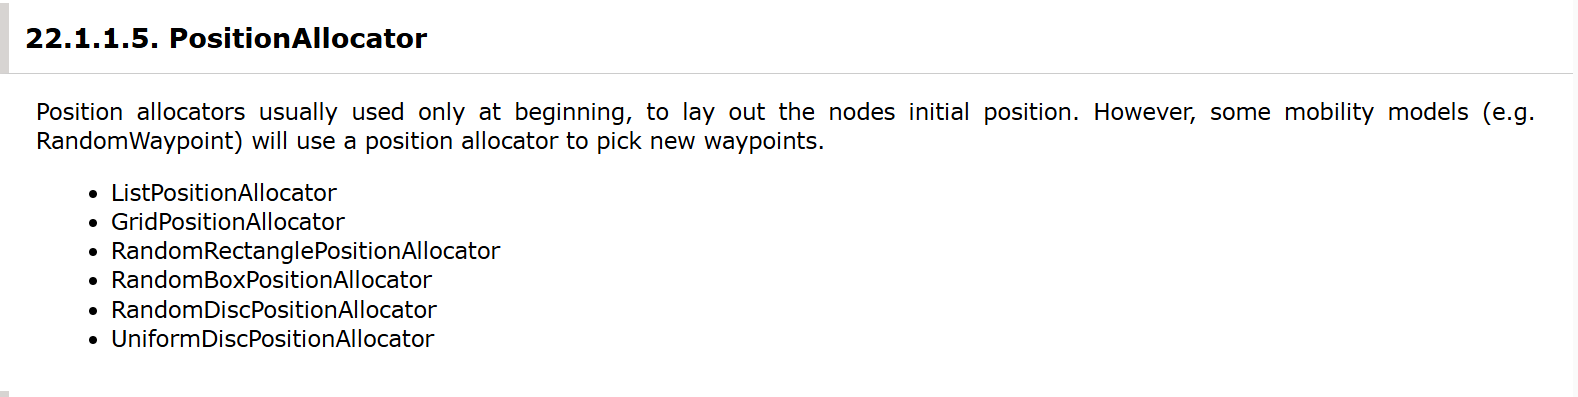 22.1.1.5. PositionAllocator
Position allocators usually used only at beginning, to lay out the nodes initial position. However, some mobility models (e.g.
RandomWaypoint) will use a position allocator to pick new waypoints.
• ListPositionAllocator
• GridPositionAllocator
• RandomRectanglePositionAllocator
• RandomBoxPositionAllocator
• RandomDiscPositionAllocator
• UniformDiscPositionAllocator